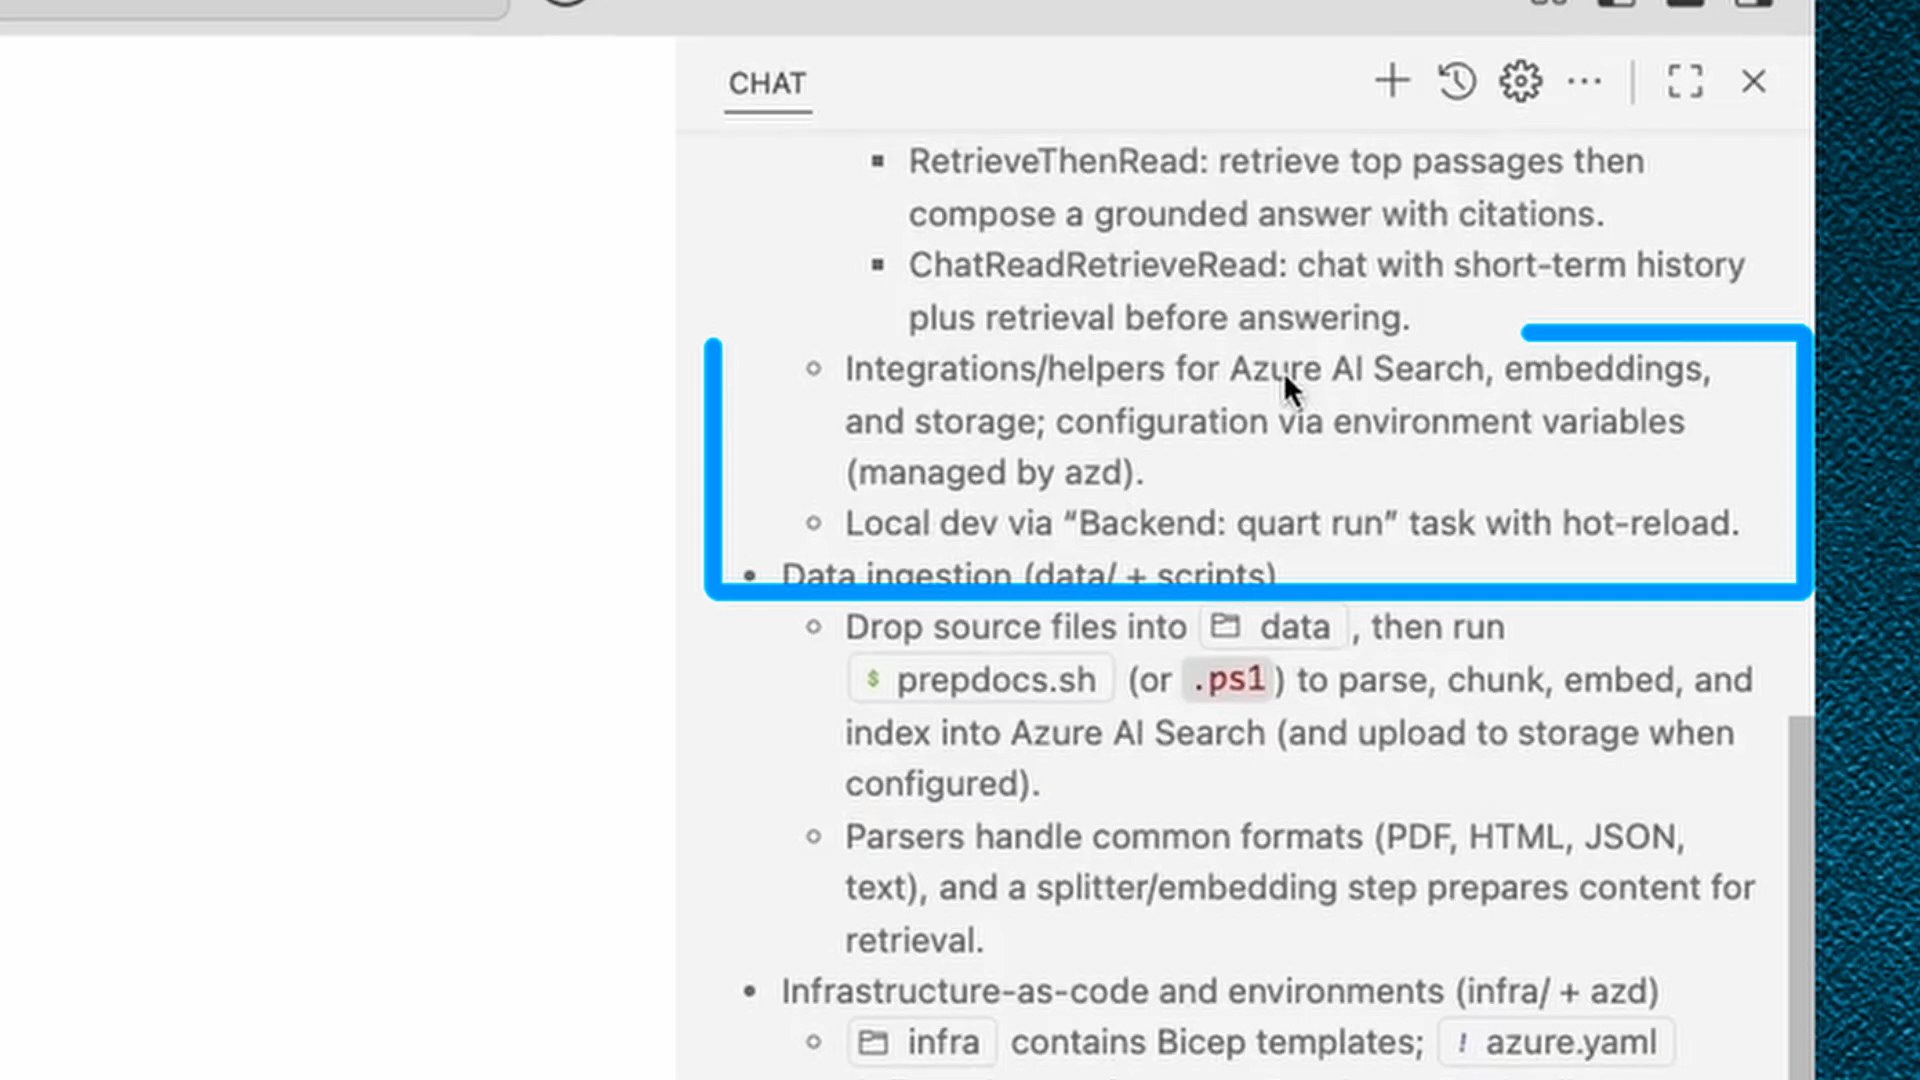 CHAT
RetrieveThenRead: retrieve top passages then
compose a grounded answer with citations.
ChatReadRetrieveRead: chat with short-term history
plus retrieval before answering.
Integrations/helpers for Azure AI Search, embeddings,
and storage; configuration via environment variables
(managed by azd).
Local dev via “Backend: quart run” task with hot-reload.
Data ingestion (data/ + scripts)
Drop source files into data , then run
$ prepdocs.sh (or .ps1) to parse, chunk, embed, and
index into Azure AI Search (and upload to storage when
configured).
Parsers handle common formats (PDF, HTML, JSON,
text), and a splitter/embedding step prepares content for
retrieval.
Infrastructure-as-code and environments (infra/ + azd)
infra contains Bicep templates; ! azure.yaml